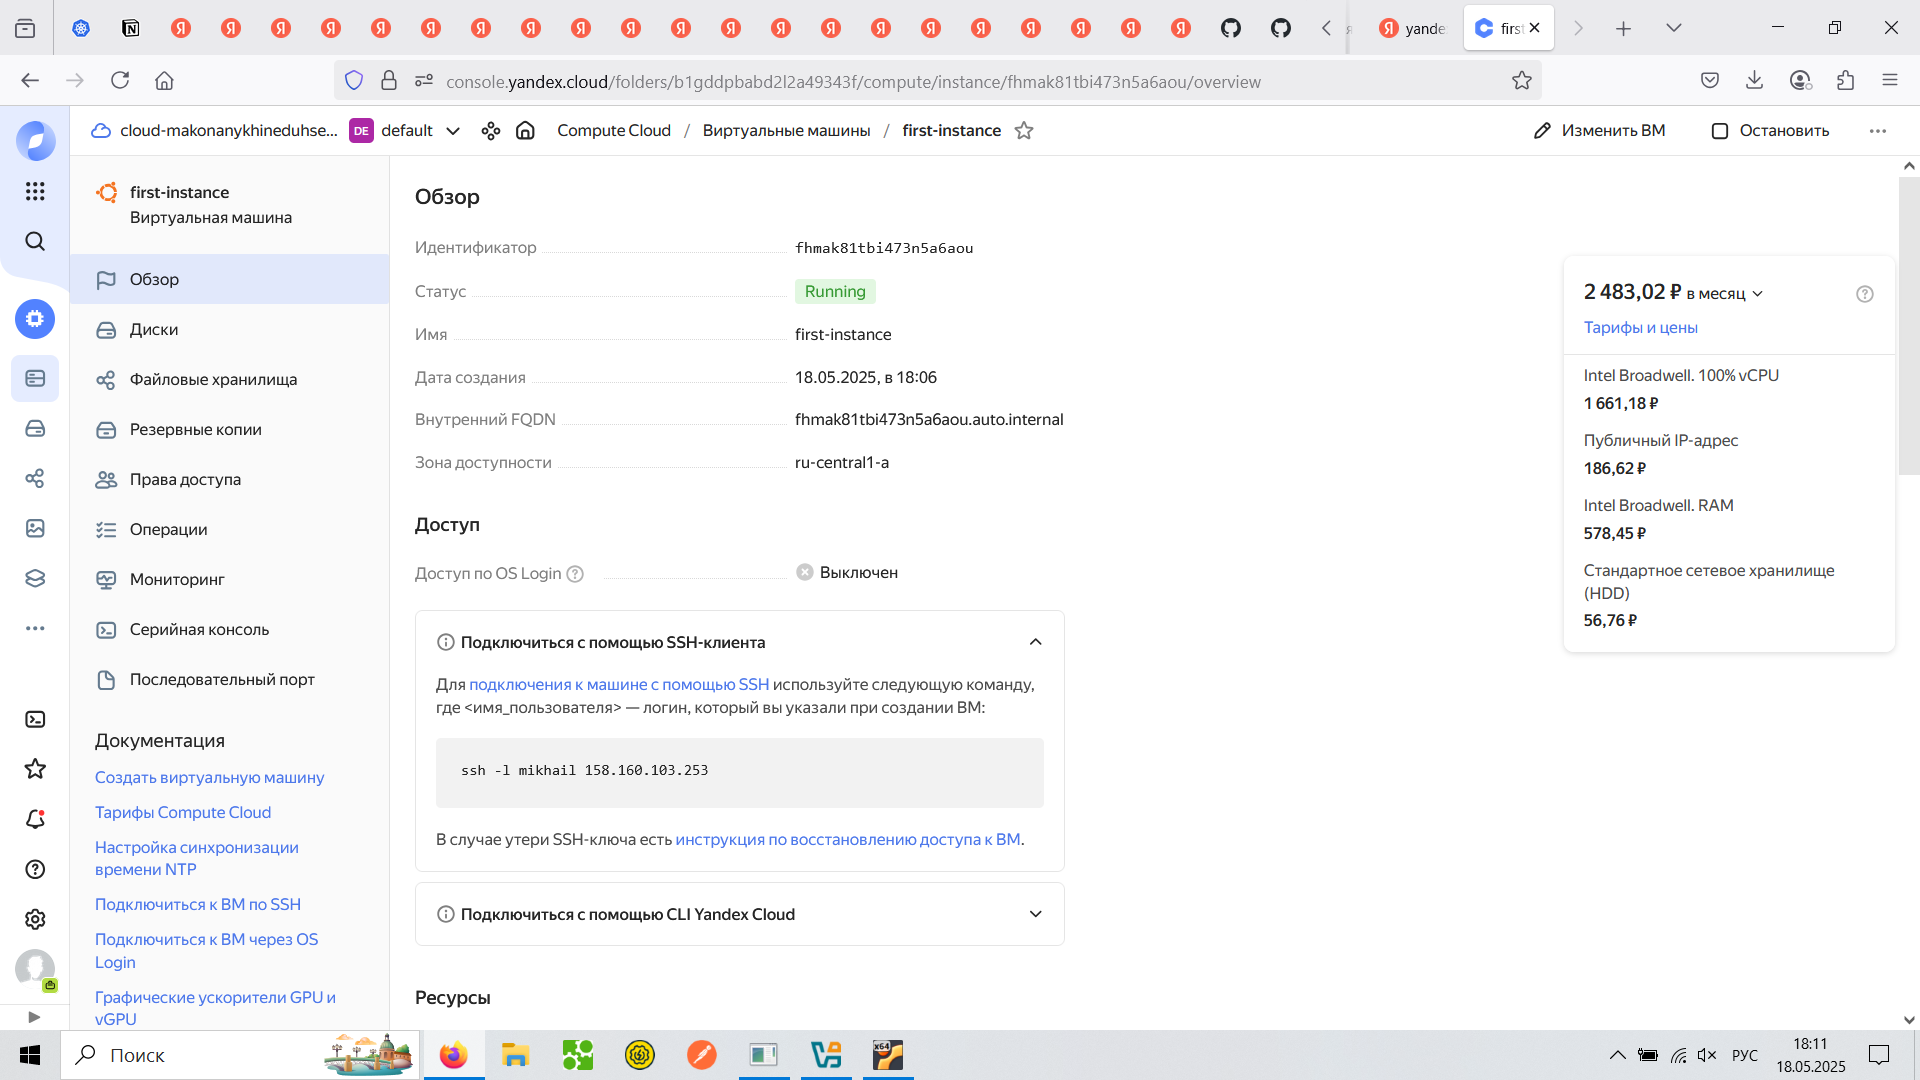 yande
first
console.yandex.cloud/folders/b1gddpbabd2l2a49343f/compute/instance/fhmak81tbi473n5a6aou/overview
cloud-makonanykhineduhse...
DE
default
Compute Cloud / Виртуальные машины / first-instance
Изменить ВМ
Остановить
first-instance
Виртуальная машина
Обзор
Диски
Файловые хранилища
Резервные копии
Права доступа
Операции
Мониторинг
Серийная консоль
Последовательный порт
Документация
Создать виртуальную машину
Тарифы Compute Cloud
Настройка синхронизации
времени NTP
Подключиться к ВМ по SSH
Подключиться к ВМ через OS
Login
Графические ускорители GPU и
vGPU
Обзор
Идентификатор fhmak81tbi473n5a6aou
Статус Running
Имя first-instance
Дата создания 18.05.2025, в 18:06
Внутренний FQDN fhmak81tbi473n5a6aou.auto.internal
Зона доступности ru-central1-a
Доступ
Доступ по OS Login Выключен
Подключиться с помощью SSH-клиента
Для подключения к машине с помощью SSH используйте следующую команду,
где <имя_пользователя> — логин, который вы указали при создании ВМ:
ssh -l mikhail 158.160.103.253
В случае утери SSH-ключа есть инструкция по восстановлению доступа к ВМ.
Подключиться с помощью CLI Yandex Cloud
Ресурсы
2 483,02 ₽ в месяц
Тарифы и цены
Intel Broadwell. 100% vCPU
1 661,18 ₽
Публичный IP-адрес
186,62 ₽
Intel Broadwell. RAM
578,45 ₽
Стандартное сетевое хранилище
(HDD)
56,76 ₽
Поиск
x64
РУС
18:11
18.05.2025